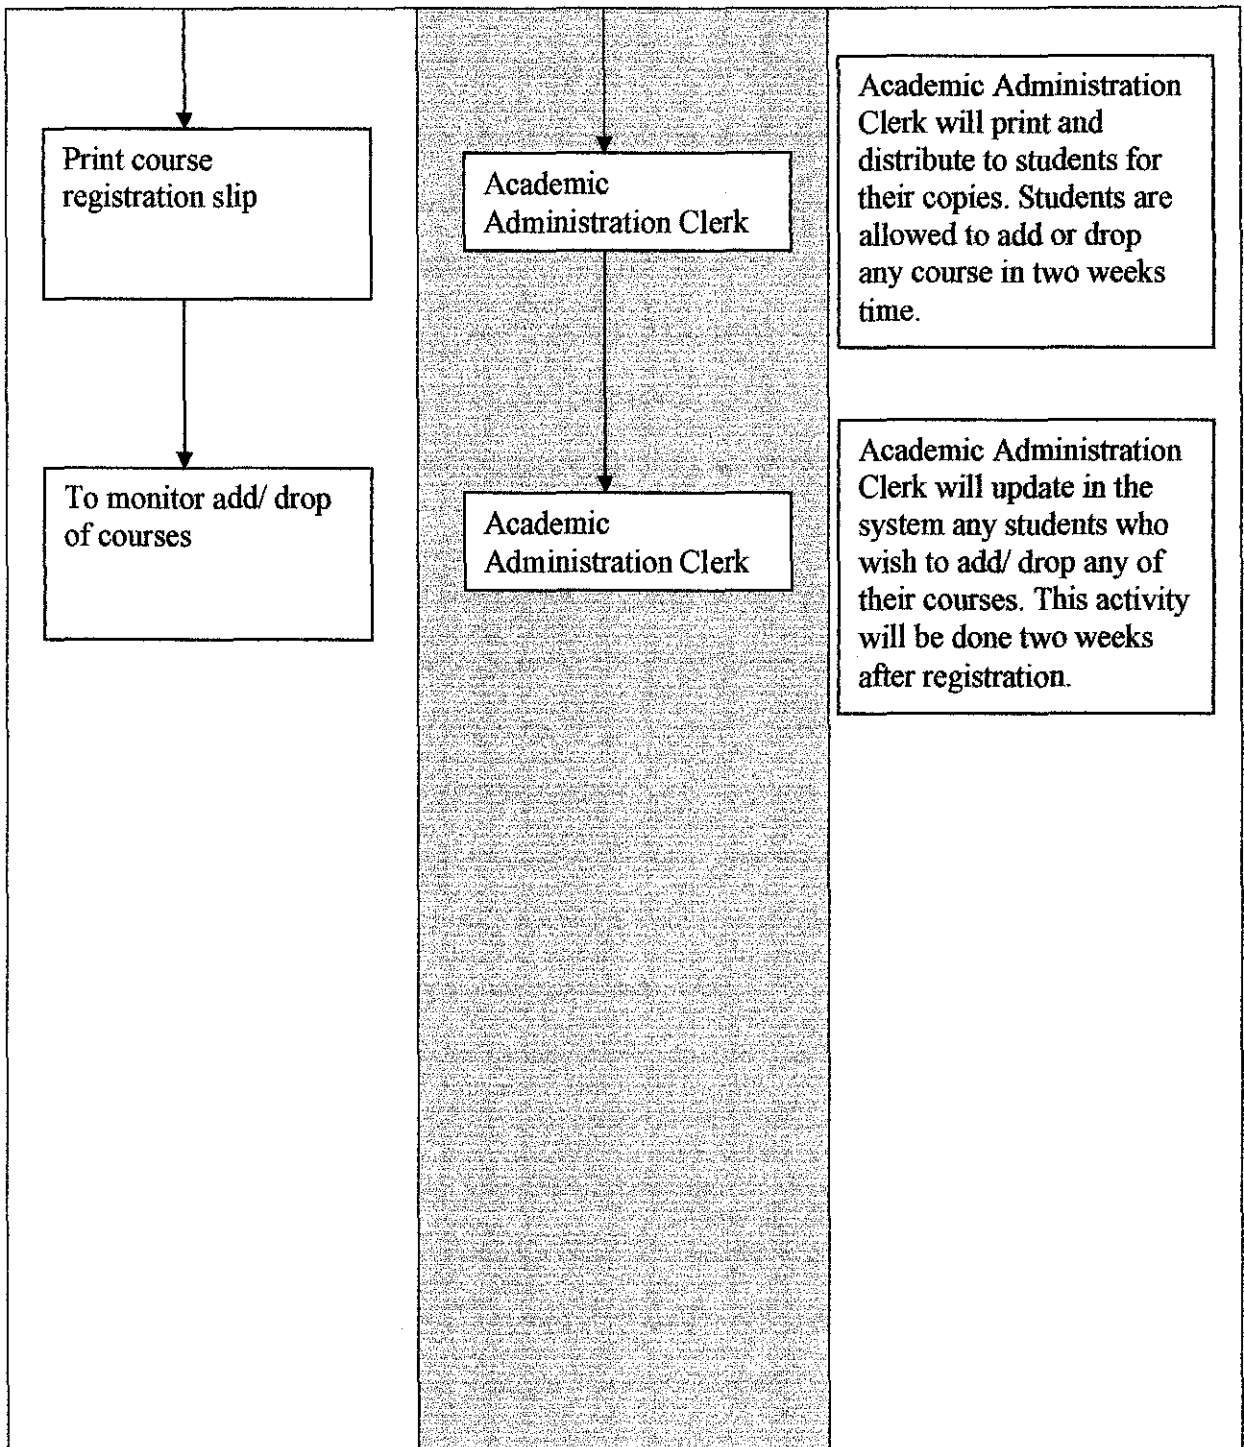 Print course
registration slip
Academic
Administration Clerk
Academic Administration
Clerk will print and
distribute to students for
their copies. Students are
allowed to add or drop
any course in two weeks
time.
To monitor add/ drop
of courses
Academic
Administration Clerk
Academic Administration
Clerk will update in the
system any students who
wish to add/ drop any of
their courses. This activity
will be done two weeks
after registration.